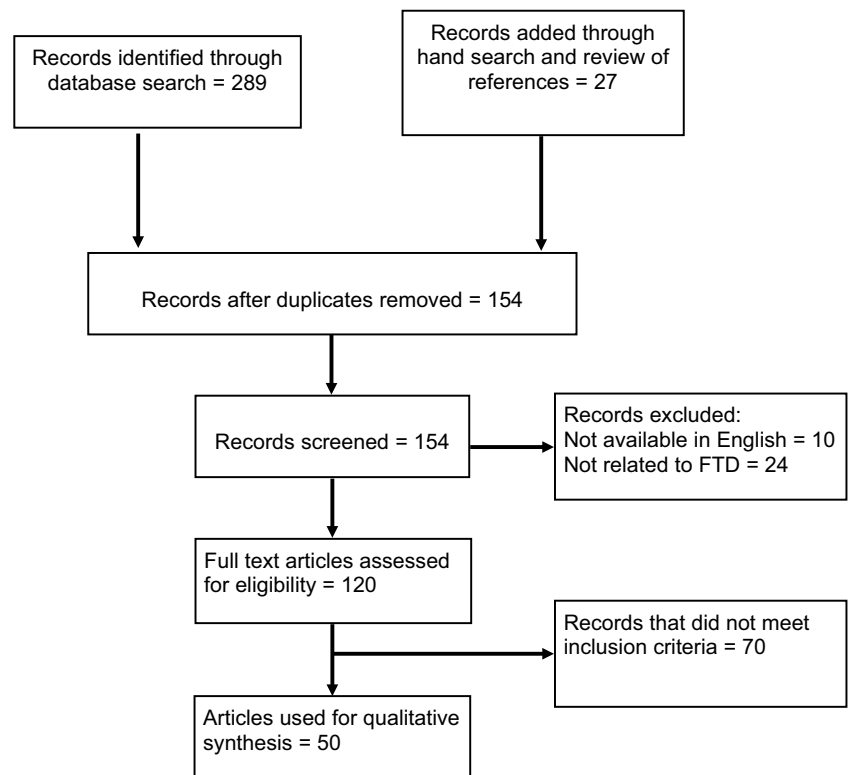 Records identified through
database search = 289
Records added through
hand search and review of
references = 27
Records after duplicates removed = 154
Records screened = 154
Records excluded:
Not available in English = 10
Not related to FTD = 24
Full text articles assessed
for eligibility = 120
Records that did not meet
inclusion criteria = 70
Articles used for qualitative
synthesis = 50